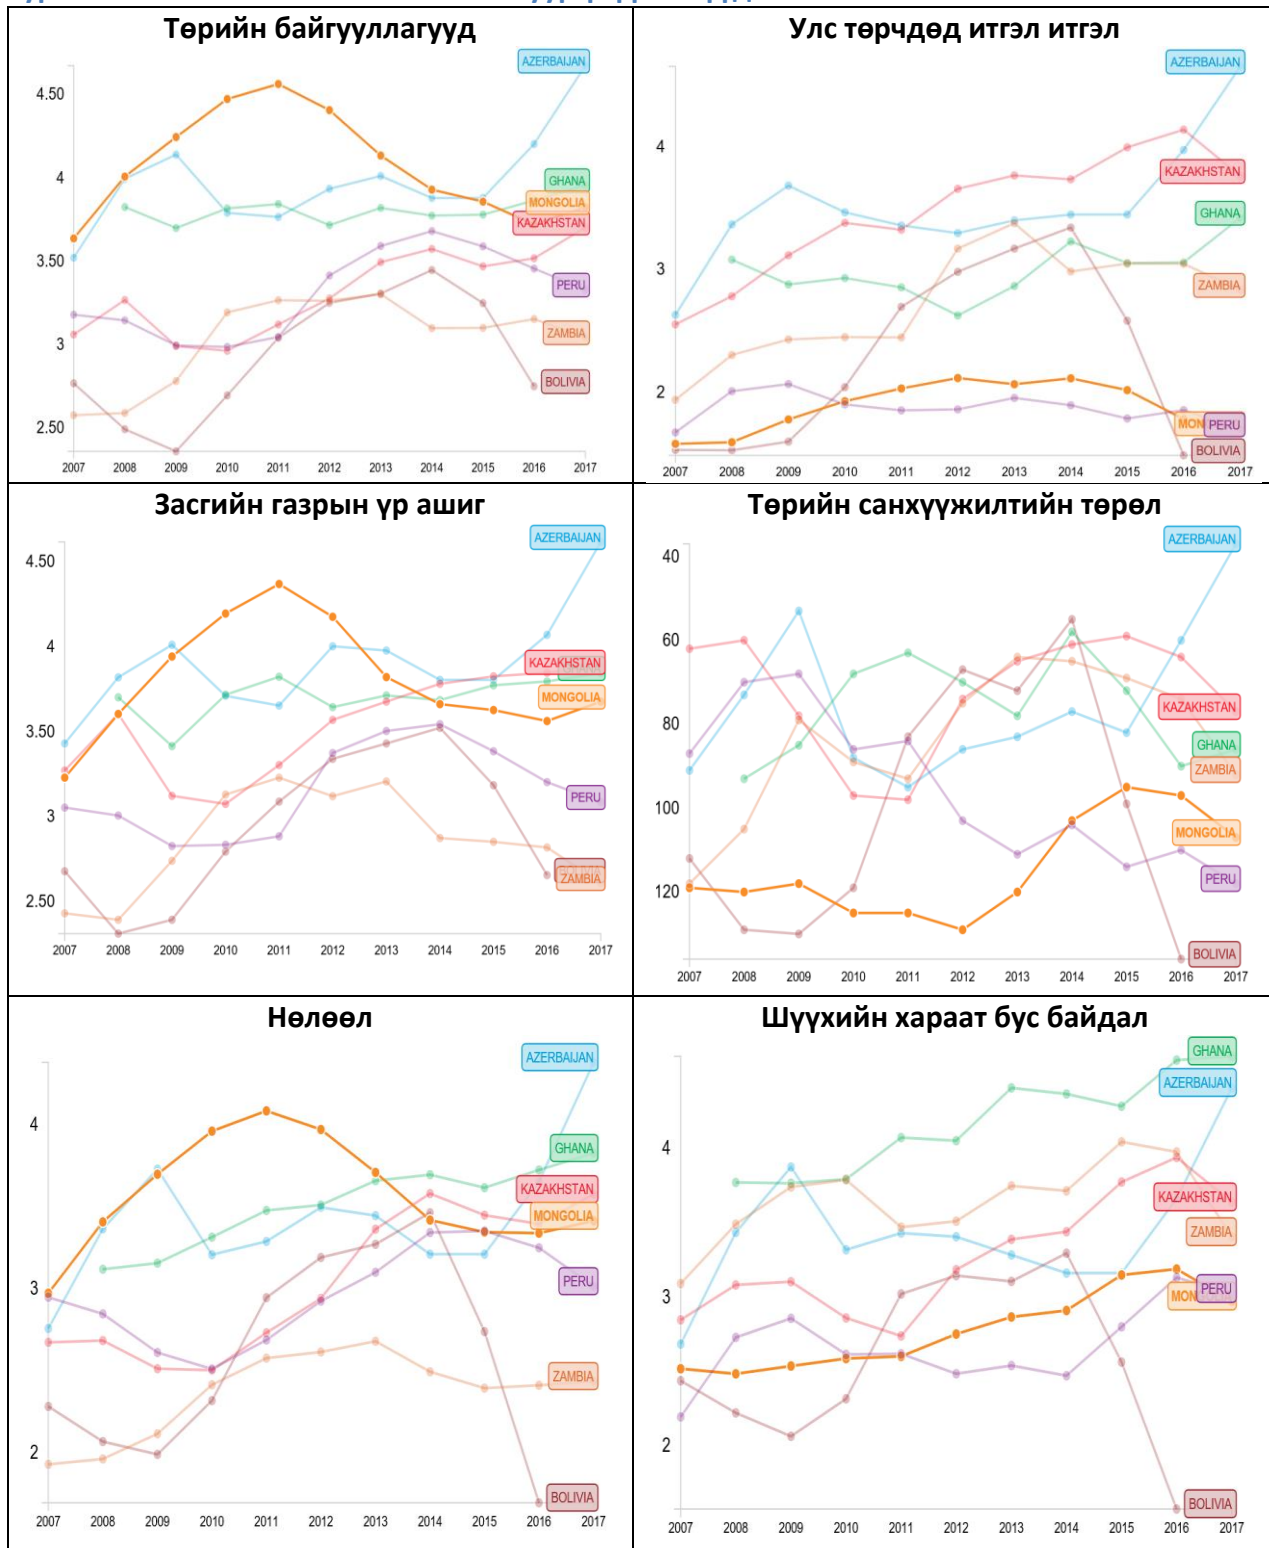 Төрийн байгууллагууд
AZERBAIJAN
4.50
4
GHANA
MONGOLIA
KAZAKHSTAN
3.50
PERU
3
ZAMBIA
BOLIVIA
2.50
2007 2008 2009 2010 2011 2012 2013 2014 2015 2016 2017
Улс төрчдөд итгэл итгэл
AZERBAIJAN
4
KAZAKHSTAN
GHANA
3
ZAMBIA
2
MON PERU
BOLIVIA
2007 2008 2009 2010 2011 2012 2013 2014 2015 2016 2017
Засгийн газрын үр ашиг
AZERBAIJAN
4.50
4
KAZAKHSTAN
MONGOLIA
3.50
PERU
3
ZAMBIA
2.50
2007 2008 2009 2010 2011 2012 2013 2014 2015 2016 2017
Төрийн санхүүжилтийн төрөл
AZERBAIJAN
40
60
KAZAKHSTAN
80
GHANA
ZAMBIA
100
MONGOLIA
PERU
120
BOLIVIA
2007 2008 2009 2010 2011 2012 2013 2014 2015 2016 2017
Нөлөөл
AZERBAIJAN
4
GHANA
KAZAKHSTAN
MONGOLIA
3
PERU
ZAMBIA
2
BOLIVIA
2007 2008 2009 2010 2011 2012 2013 2014 2015 2016 2017
Шүүхийн хараат бус байдал
GHANA
AZERBAIJAN
4
KAZAKHSTAN
ZAMBIA
3
MON PERU
2
BOLIVIA
2007 2008 2009 2010 2011 2012 2013 2014 2015 2016 2017